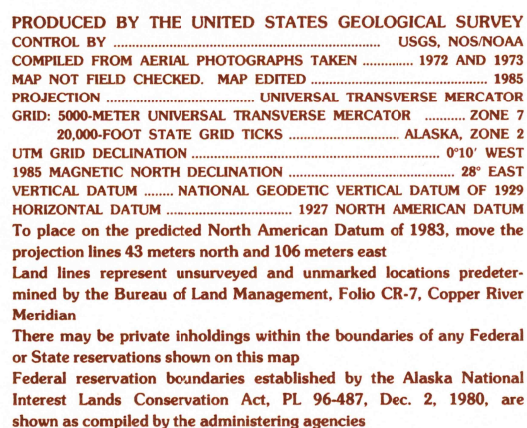 PRODUCED BY THE UNITED STATES GEOLOGICAL SURVEY
CONTROL BY ............................................................... USGS, NOS/NOAA
COMPILED FROM AERIAL PHOTOGRAPHS TAKEN ............ 1972 AND 1973
MAP NOT FIELD CHECKED. MAP EDITED ......................................... 1985
PROJECTION ................................... UNIVERSAL TRANSVERSE MERCATOR
GRID: 5000-METER UNIVERSAL TRANSVERSE MERCATOR .......... ZONE 7
20,000-FOOT STATE GRID TICKS ........................... ALASKA, ZONE 2
UTM GRID DECLINATION .......................................................... 0°10' WEST
1985 MAGNETIC NORTH DECLINATION ....................................... 28° EAST
VERTICAL DATUM ....... NATIONAL GEODETIC VERTICAL DATUM OF 1929
HORIZONTAL DATUM .............................. 1927 NORTH AMERICAN DATUM
To place on the predicted North American Datum of 1983, move the
projection lines 43 meters north and 106 meters east
Land lines represent unsurveyed and unmarked locations predeter-
mined by the Bureau of Land Management, Folio CR-7, Copper River
Meridian
There may be private inholdings within the boundaries of any Federal
or State reservations shown on this map
Federal reservation boundaries established by the Alaska National
Interest Lands Conservation Act, PL 96-487, Dec. 2, 1980, are
shown as compiled by the administering agencies